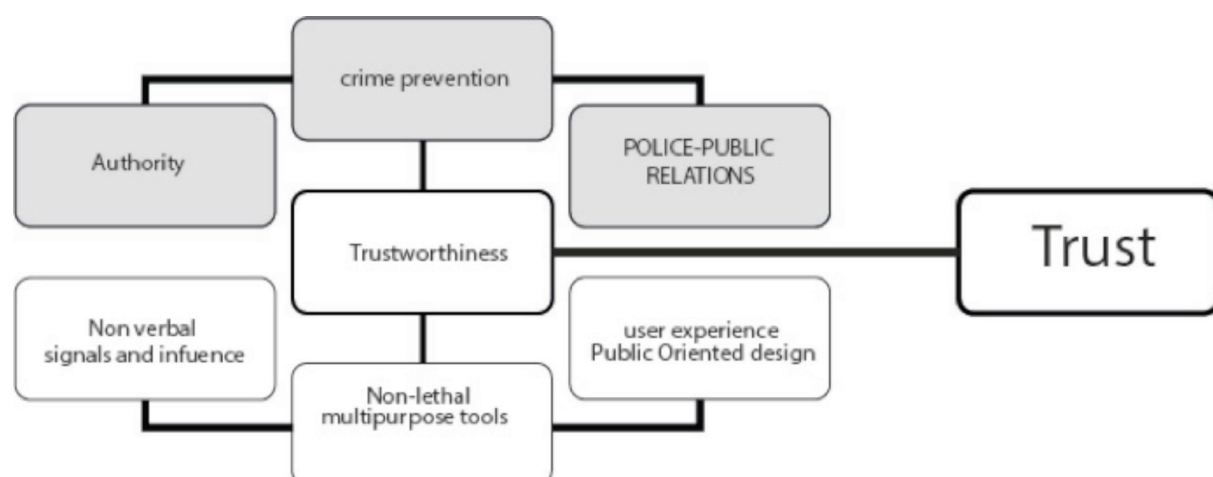 crime prevention
Authority
POLICE-PUBLIC
RELATIONS
Trustworthiness
Trust
Non verbal
signals and infuence
user experience
Public Oriented design
Non-lethal
multipurpose tools